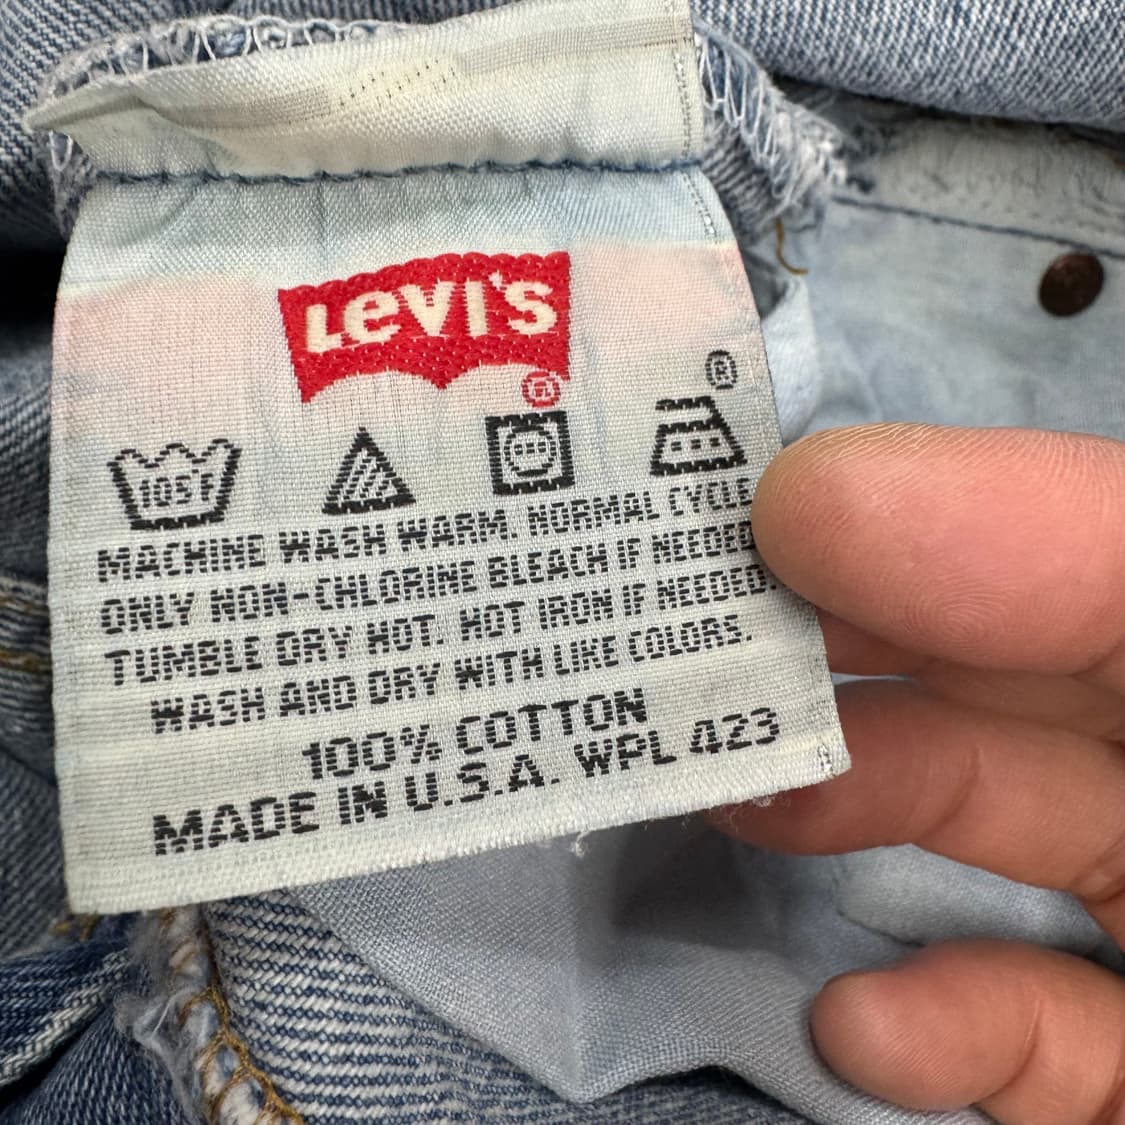 LEVI'S
®
®
105°F
MACHINE WASH WARM. NORMAL CYCLE
ONLY NON-CHLORINE BLEACH IF NEEDED
TUMBLE DRY HOT. HOT IRON IF NEEDED.
WASH AND DRY WITH LIKE COLORS.
100% COTTON
MADE IN U.S.A. WPL 423